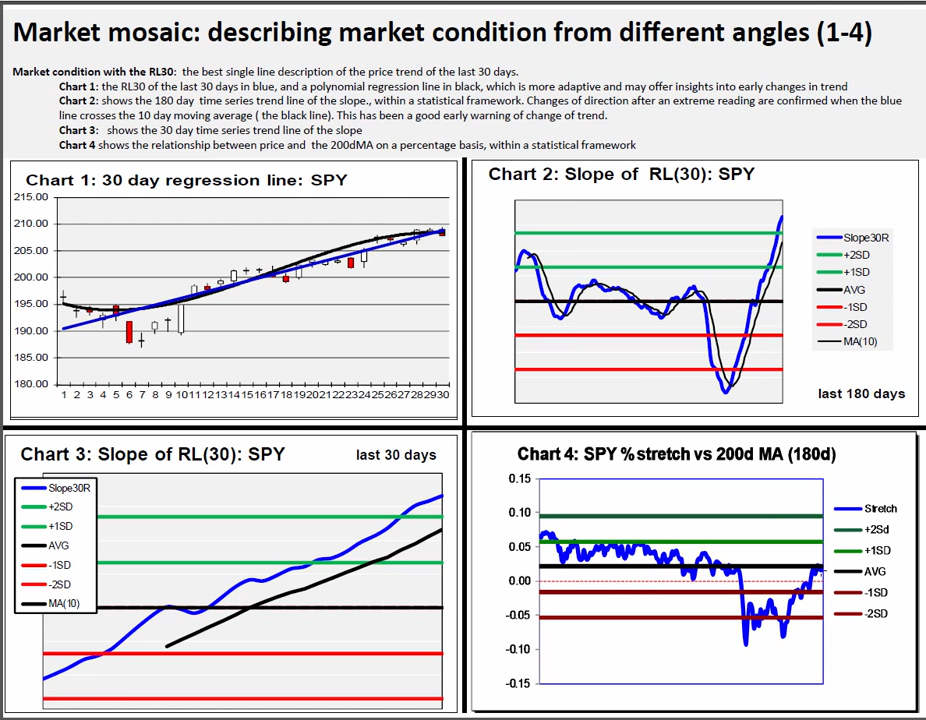 Market mosaic: describing market condition from different angles (1-4)
Market condition with the RL30: the best single line description of the price trend of the last 30 days.
Chart 1: the RL30 of the last 30 days in blue, and a polynomial regression line in black, which is more adaptive and may offer insights into early changes in trend
Chart 2: shows the 180 day time series trend line of the slope., within a statistical framework. Changes of direction after an extreme reading are confirmed when the blue
line crosses the 10 day moving average ( the black line). This has been a good early warning of change of trend.
Chart 3: shows the 30 day time series trend line of the slope
Chart 4 shows the relationship between price and the 200dMA on a percentage basis, within a statistical framework
Chart 1: 30 day regression line: SPY
215.00
210.00
205.00
200.00
195.00
190.00
185.00
180.00
1 2 3 4 5 6 7 8 9 10 11 12 13 14 15 16 17 18 19 20 21 22 23 24 25 26 27 28 29 30
Chart 2: Slope of RL(30): SPY
Slope30R
+2SD
+1SD
AVG
-1SD
-2SD
MA(10)
last 180 days
Chart 3: Slope of RL(30): SPY
last 30 days
Slope30R
+2SD
+1SD
AVG
-1SD
-2SD
MA(10)
Chart 4: SPY % stretch vs 200d MA (180d)
0.15
0.10
0.05
0.00
-0.05
-0.10
-0.15
Stretch
+2Sd
+1SD
AVG
-1SD
-2SD